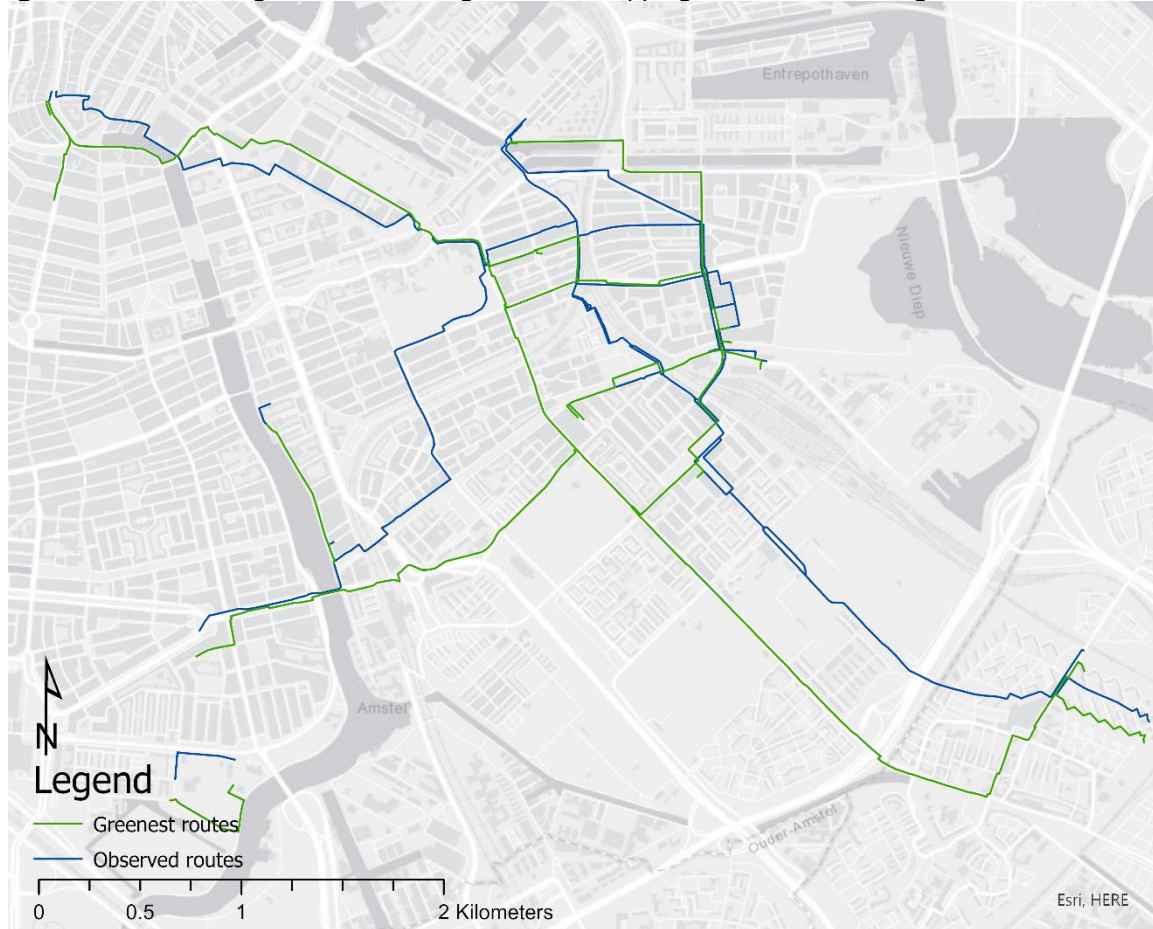 Entrepothaven
Nieuwe Diep
Amstel
Ouder-Amstel
N
Legend
Greenest routes
Observed routes
0 0.5 1 2 Kilometers
Esri, HERE